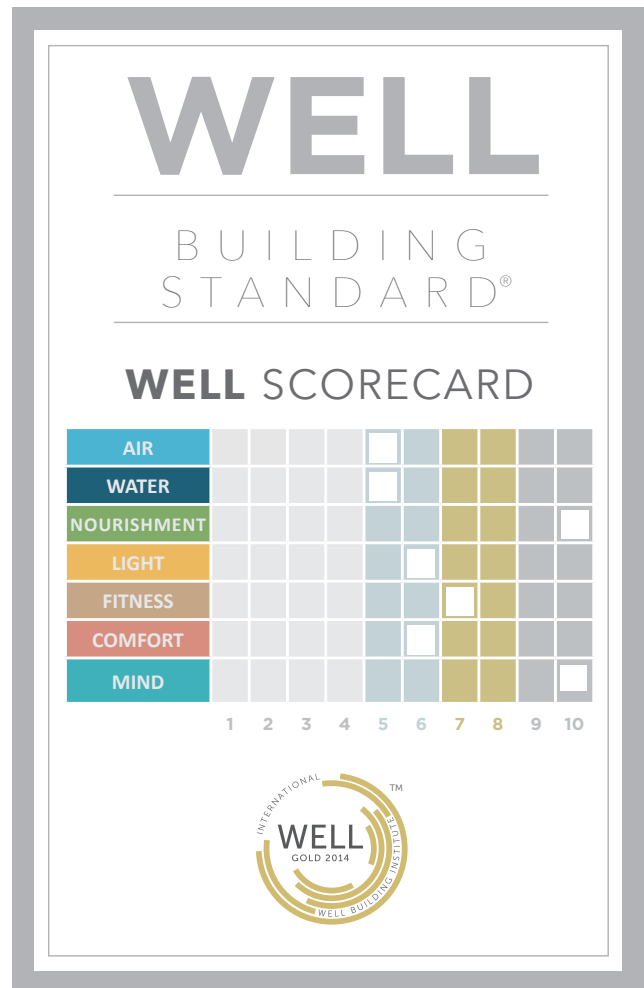 WELL
BUILDING
STANDARD®
WELL SCORECARD
AIR
WATER
NOURISHMENT
LIGHT
FITNESS
COMFORT
MIND
1 2 3 4 5 6 7 8 9 10
INTERNATIONAL
TM
WELL
GOLD 2014
WELL BUILDING INSTITUTE